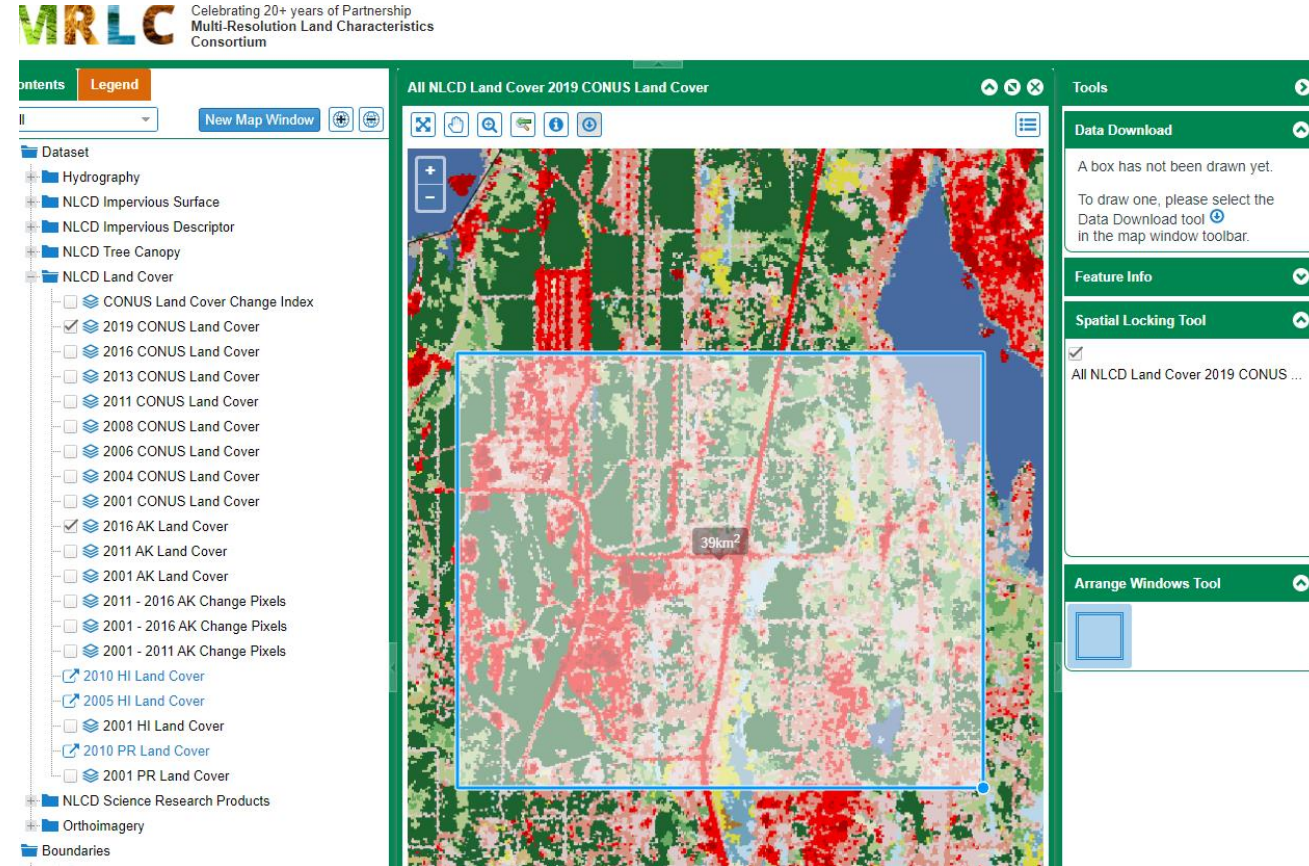 MRLC
Celebrating 20+ years of Partnership
Multi-Resolution Land Characteristics
Consortium
ontents
Legend
ll
New Map Window
Dataset
Hydrography
NLCD Impervious Surface
NLCD Impervious Descriptor
NLCD Tree Canopy
NLCD Land Cover
CONUS Land Cover Change Index
2019 CONUS Land Cover
2016 CONUS Land Cover
2013 CONUS Land Cover
2011 CONUS Land Cover
2008 CONUS Land Cover
2006 CONUS Land Cover
2004 CONUS Land Cover
2001 CONUS Land Cover
2016 AK Land Cover
2011 AK Land Cover
2001 AK Land Cover
2011 - 2016 AK Change Pixels
2001 - 2016 AK Change Pixels
2001 - 2011 AK Change Pixels
2010 HI Land Cover
2005 HI Land Cover
2001 HI Land Cover
2010 PR Land Cover
2001 PR Land Cover
NLCD Science Research Products
Orthoimagery
Boundaries
All NLCD Land Cover 2019 CONUS Land Cover
+
−
39km²
Tools
Data Download
A box has not been drawn yet.
To draw one, please select the
Data Download tool
in the map window toolbar.
Feature Info
Spatial Locking Tool
All NLCD Land Cover 2019 CONUS ...
Arrange Windows Tool